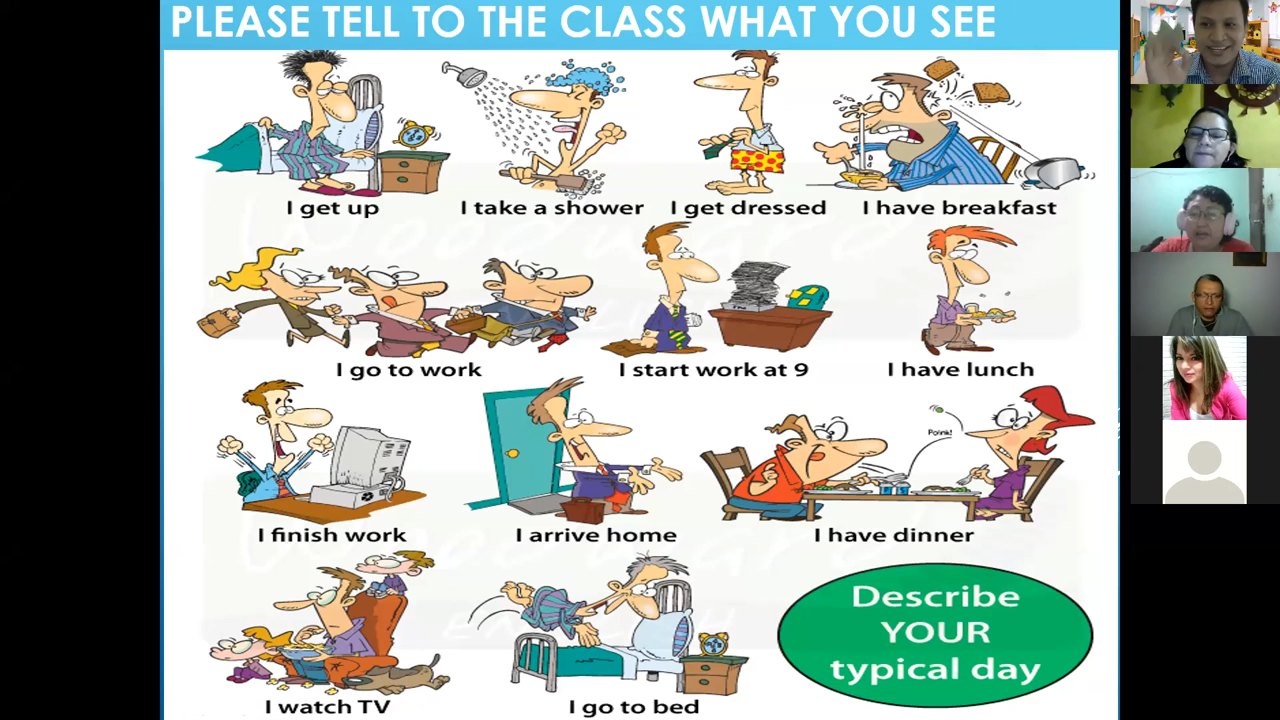 PLEASE TELL TO THE CLASS WHAT YOU SEE
I get up
I take a shower
I get dressed
I have breakfast
I go to work
I start work at 9
I have lunch
Poink!
I finish work
I arrive home
I have dinner
I watch TV
I go to bed
Describe
YOUR
typical day